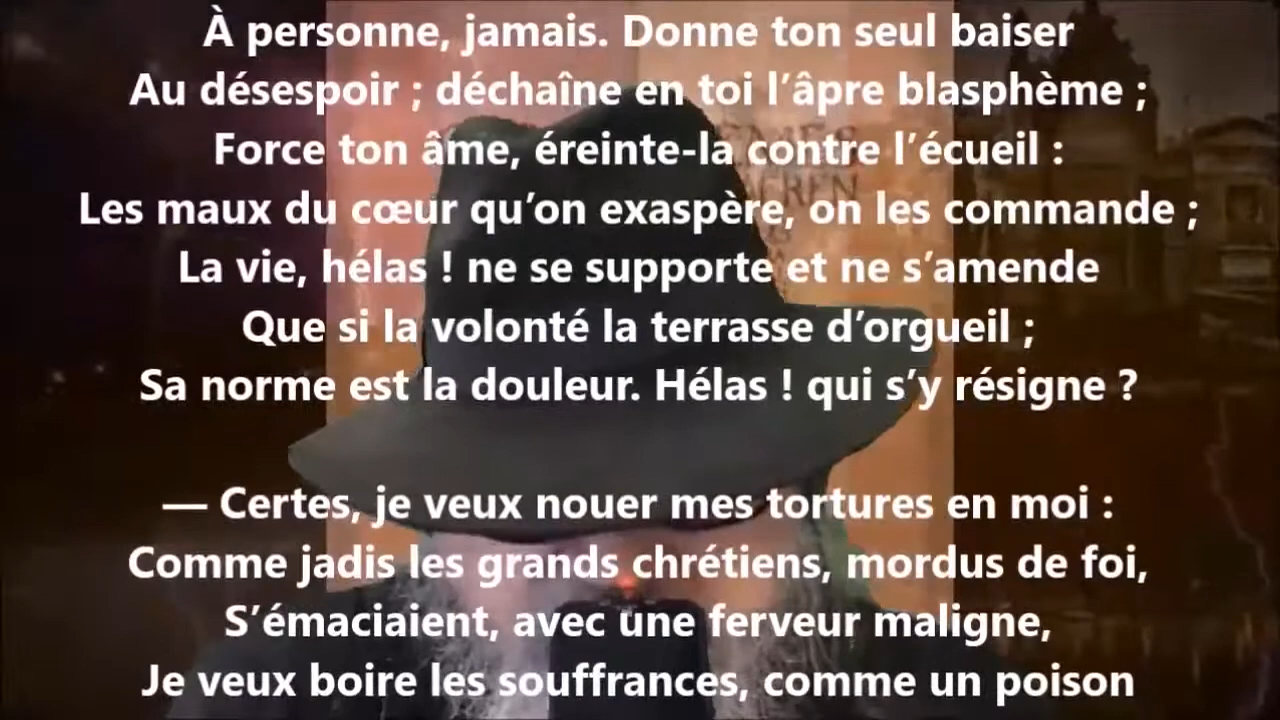 À personne, jamais. Donne ton seul baiser
Au désespoir ; déchaîne en toi l’âpre blasphème ;
Force ton âme, éreinte-la contre l’écueil :
Les maux du cœur qu’on exaspère, on les commande ;
La vie, hélas ! ne se supporte et ne s’amende
Que si la volonté la terrasse d’orgueil ;
Sa norme est la douleur. Hélas ! qui s’y résigne ?
— Certes, je veux nouer mes tortures en moi :
Comme jadis les grands chrétiens, mordus de foi,
S’émaciaient, avec une ferveur maligne,
Je veux boire les souffrances, comme un poison